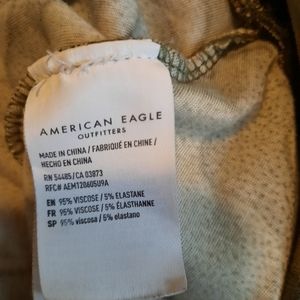 AMERICAN EAGLE
OUTFITTERS
MADE IN CHINA / FABRIQUÉ EN CHINE /
HECHO EN CHINA
RN 54485/CA 03873
RFC# AEM120605U9A
EN 95% VISCOSE / 5% ELASTANE
FR 95% VISCOSE / 5% ÉLASTHANNE
SP 95% viscosa / 5% elastano